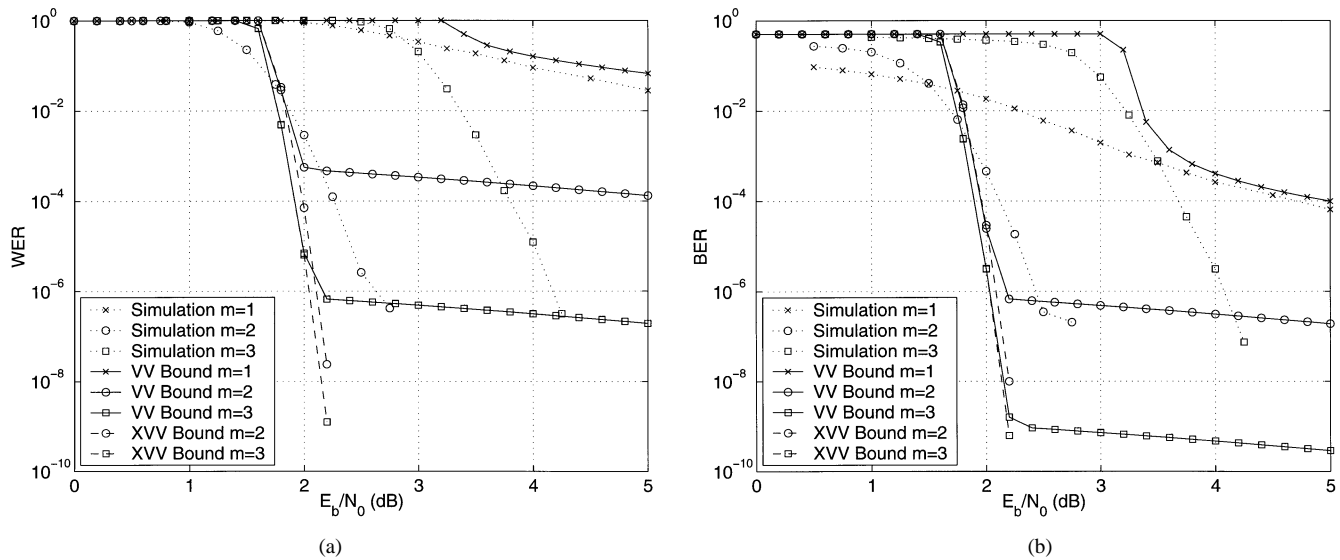 10^0
10^-2
10^-4
10^-6
10^-8
10^-10
WER
Simulation m=1
Simulation m=2
Simulation m=3
VV Bound m=1
VV Bound m=2
VV Bound m=3
XVV Bound m=2
XVV Bound m=3
0 1 2 3 4 5
E_b/N_0 (dB)
(a)
10^0
10^-2
10^-4
10^-6
10^-8
10^-10
BER
Simulation m=1
Simulation m=2
Simulation m=3
VV Bound m=1
VV Bound m=2
VV Bound m=3
XVV Bound m=2
XVV Bound m=3
0 1 2 3 4 5
E_b/N_0 (dB)
(b)